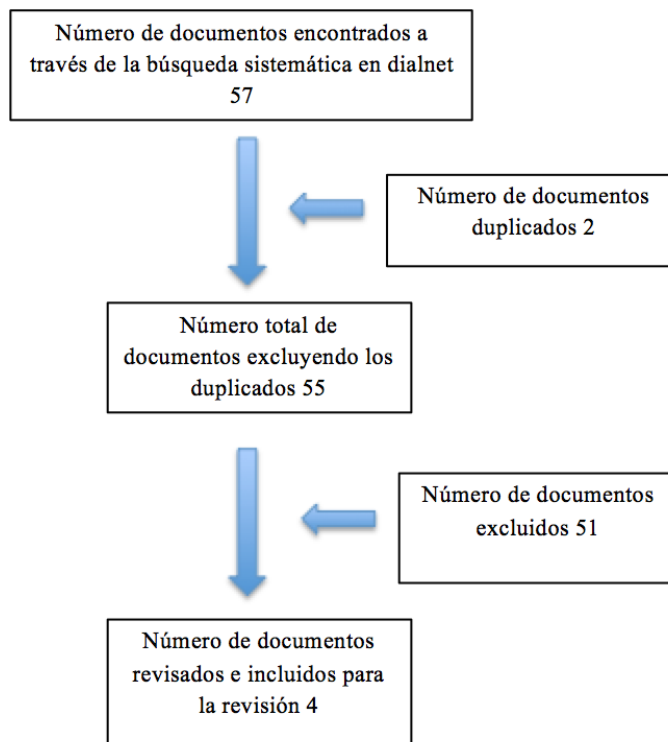 Número de documentos encontrados a
través de la búsqueda sistemática en dialnet
57
Número de documentos
duplicados 2
Número total de
documentos excluyendo los
duplicados 55
Número de documentos
excluidos 51
Número de documentos
revisados e incluidos para
la revisión 4